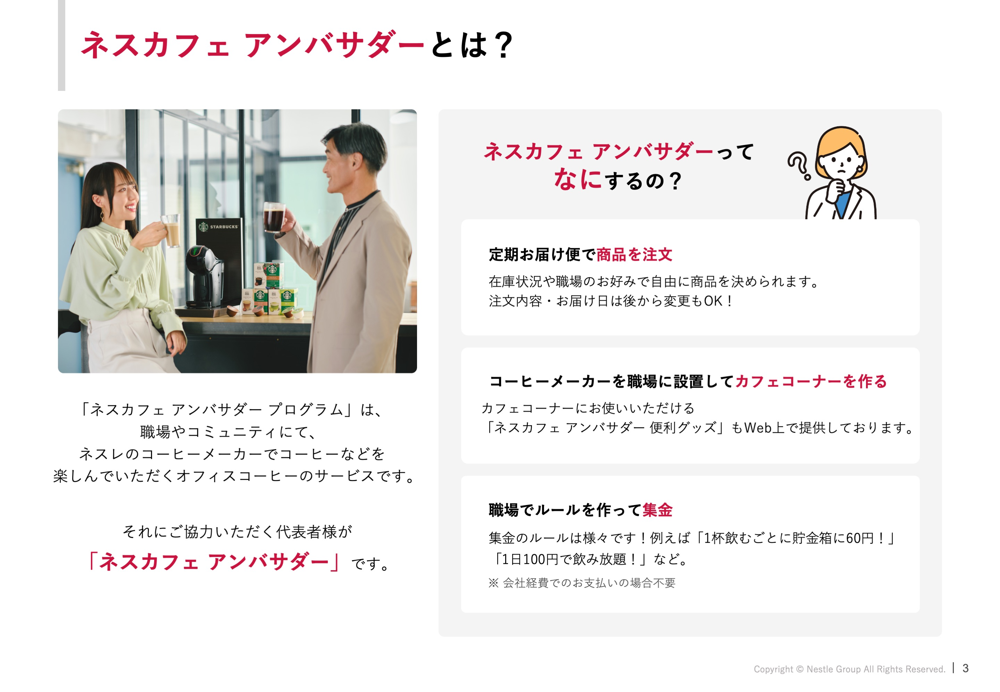 ネスカフェ アンバサダーとは？
STARBUCKS
「ネスカフェ アンバサダー プログラム」は、
職場やコミュニティにて、
ネスレのコーヒーメーカーでコーヒーなどを
楽しんでいただくオフィスコーヒーのサービスです。
それにご協力いただく代表者様が
「ネスカフェ アンバサダー」です。
ネスカフェ アンバサダーって
なにするの？
定期お届け便で商品を注文
在庫状況や職場のお好みで自由に商品を決められます。
注文内容・お届け日は後から変更もOK！
コーヒーメーカーを職場に設置してカフェコーナーを作る
カフェコーナーにお使いいただける
「ネスカフェ アンバサダー 便利グッズ」もWeb上で提供しております。
職場でルールを作って集金
集金のルールは様々です！例えば「1杯飲むごとに貯金箱に60円！」
「1日100円で飲み放題！」など。
※ 会社経費でのお支払いの場合不要
Copyright © Nestle Group All Rights Reserved. | 3